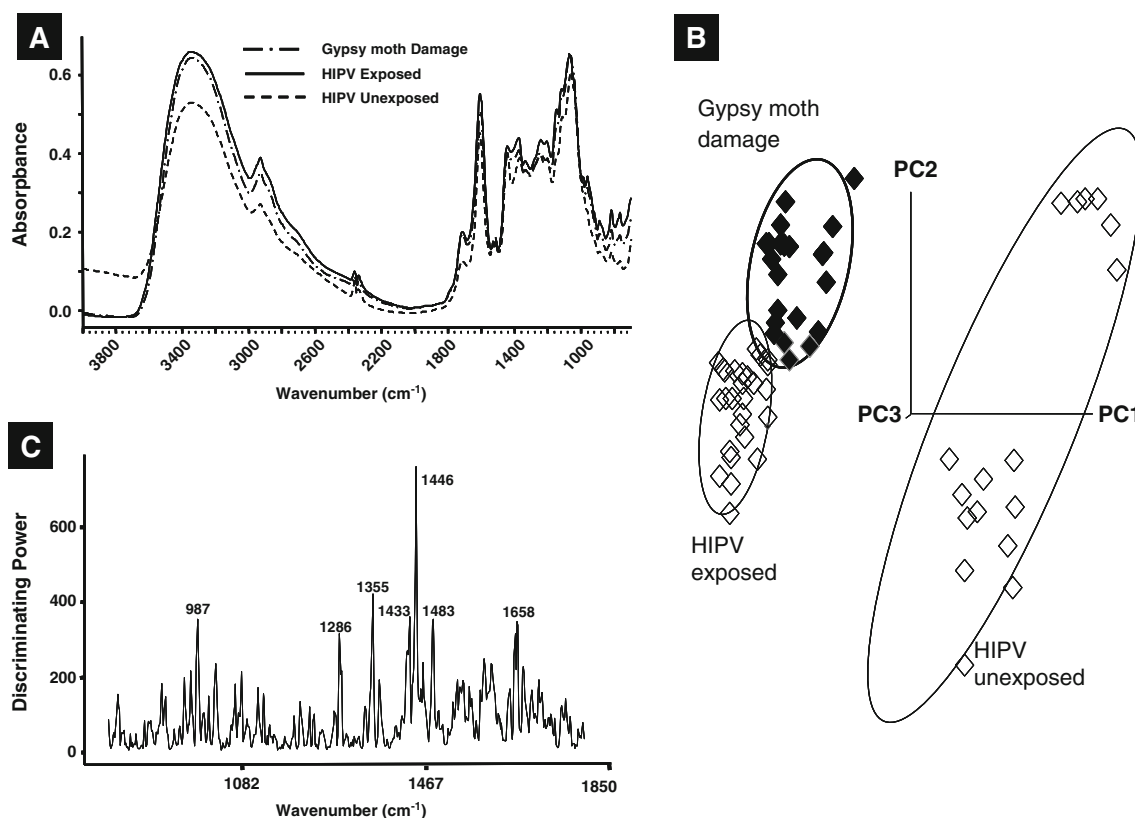 A
Gypsy moth Damage
HIPV Exposed
HIPV Unexposed
0.6
0.4
0.2
0.0
Absorpbance
3800
3400
3000
2600
2200
1800
1400
1000
Wavenumber (cm-1)
B
Gypsy moth
damage
PC2
PC3
PC1
HIPV
exposed
HIPV
unexposed
C
1446
1355
1433
1483
1658
987
1286
600
400
200
0
Discriminating Power
1082
1467
1850
Wavenumber (cm-1)